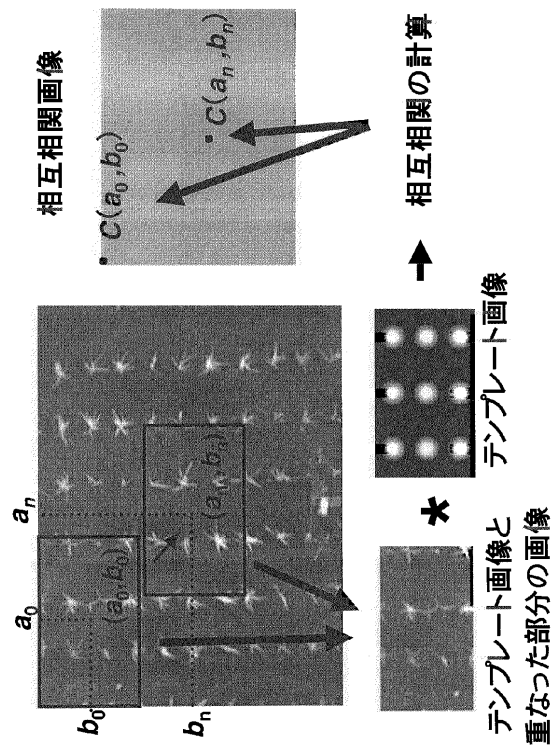 a₀
aₙ
b₀
bₙ
(a₀,b₀)
(aₙ,b₀)
相互相関画像
C(a₀,b₀)
C(aₙ,bₙ)
テンプレート画像と
重なった部分の画像
*
テンプレート画像
→ 相互相関の計算